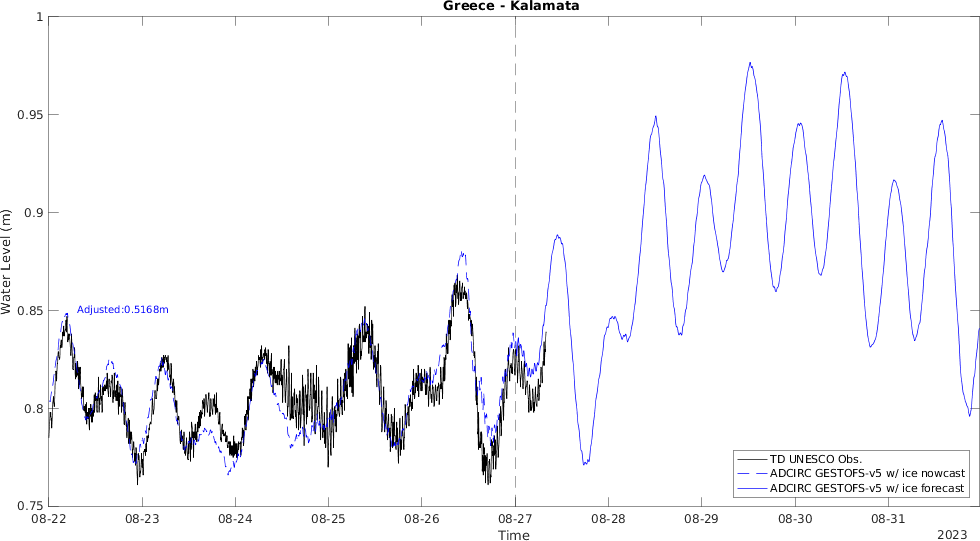 Greece - Kalamata
1
0.95
0.9
0.85
0.8
0.75
Water Level (m)
Adjusted:0.5168m
TD UNESCO Obs.
ADCIRC GESTOFS-v5 w/ ice nowcast
ADCIRC GESTOFS-v5 w/ ice forecast
08-22 08-23 08-24 08-25 08-26 08-27 08-28 08-29 08-30 08-31
Time
2023